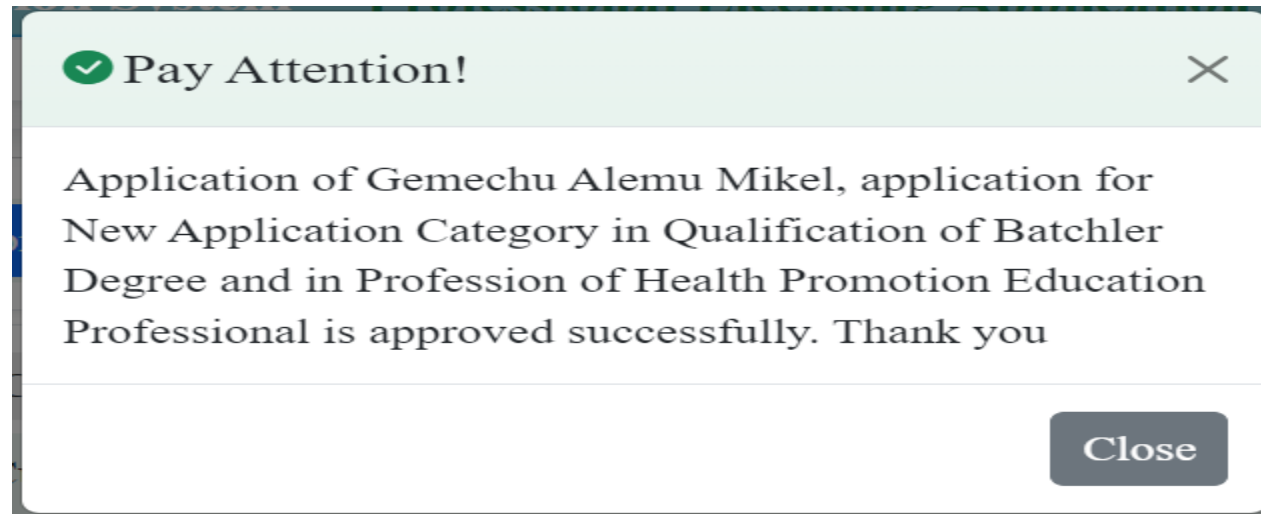 Pay Attention!
Application of Gemechu Alemu Mikel, application for
New Application Category in Qualification of Batchler
Degree and in Profession of Health Promotion Education
Professional is approved successfully. Thank you
Close